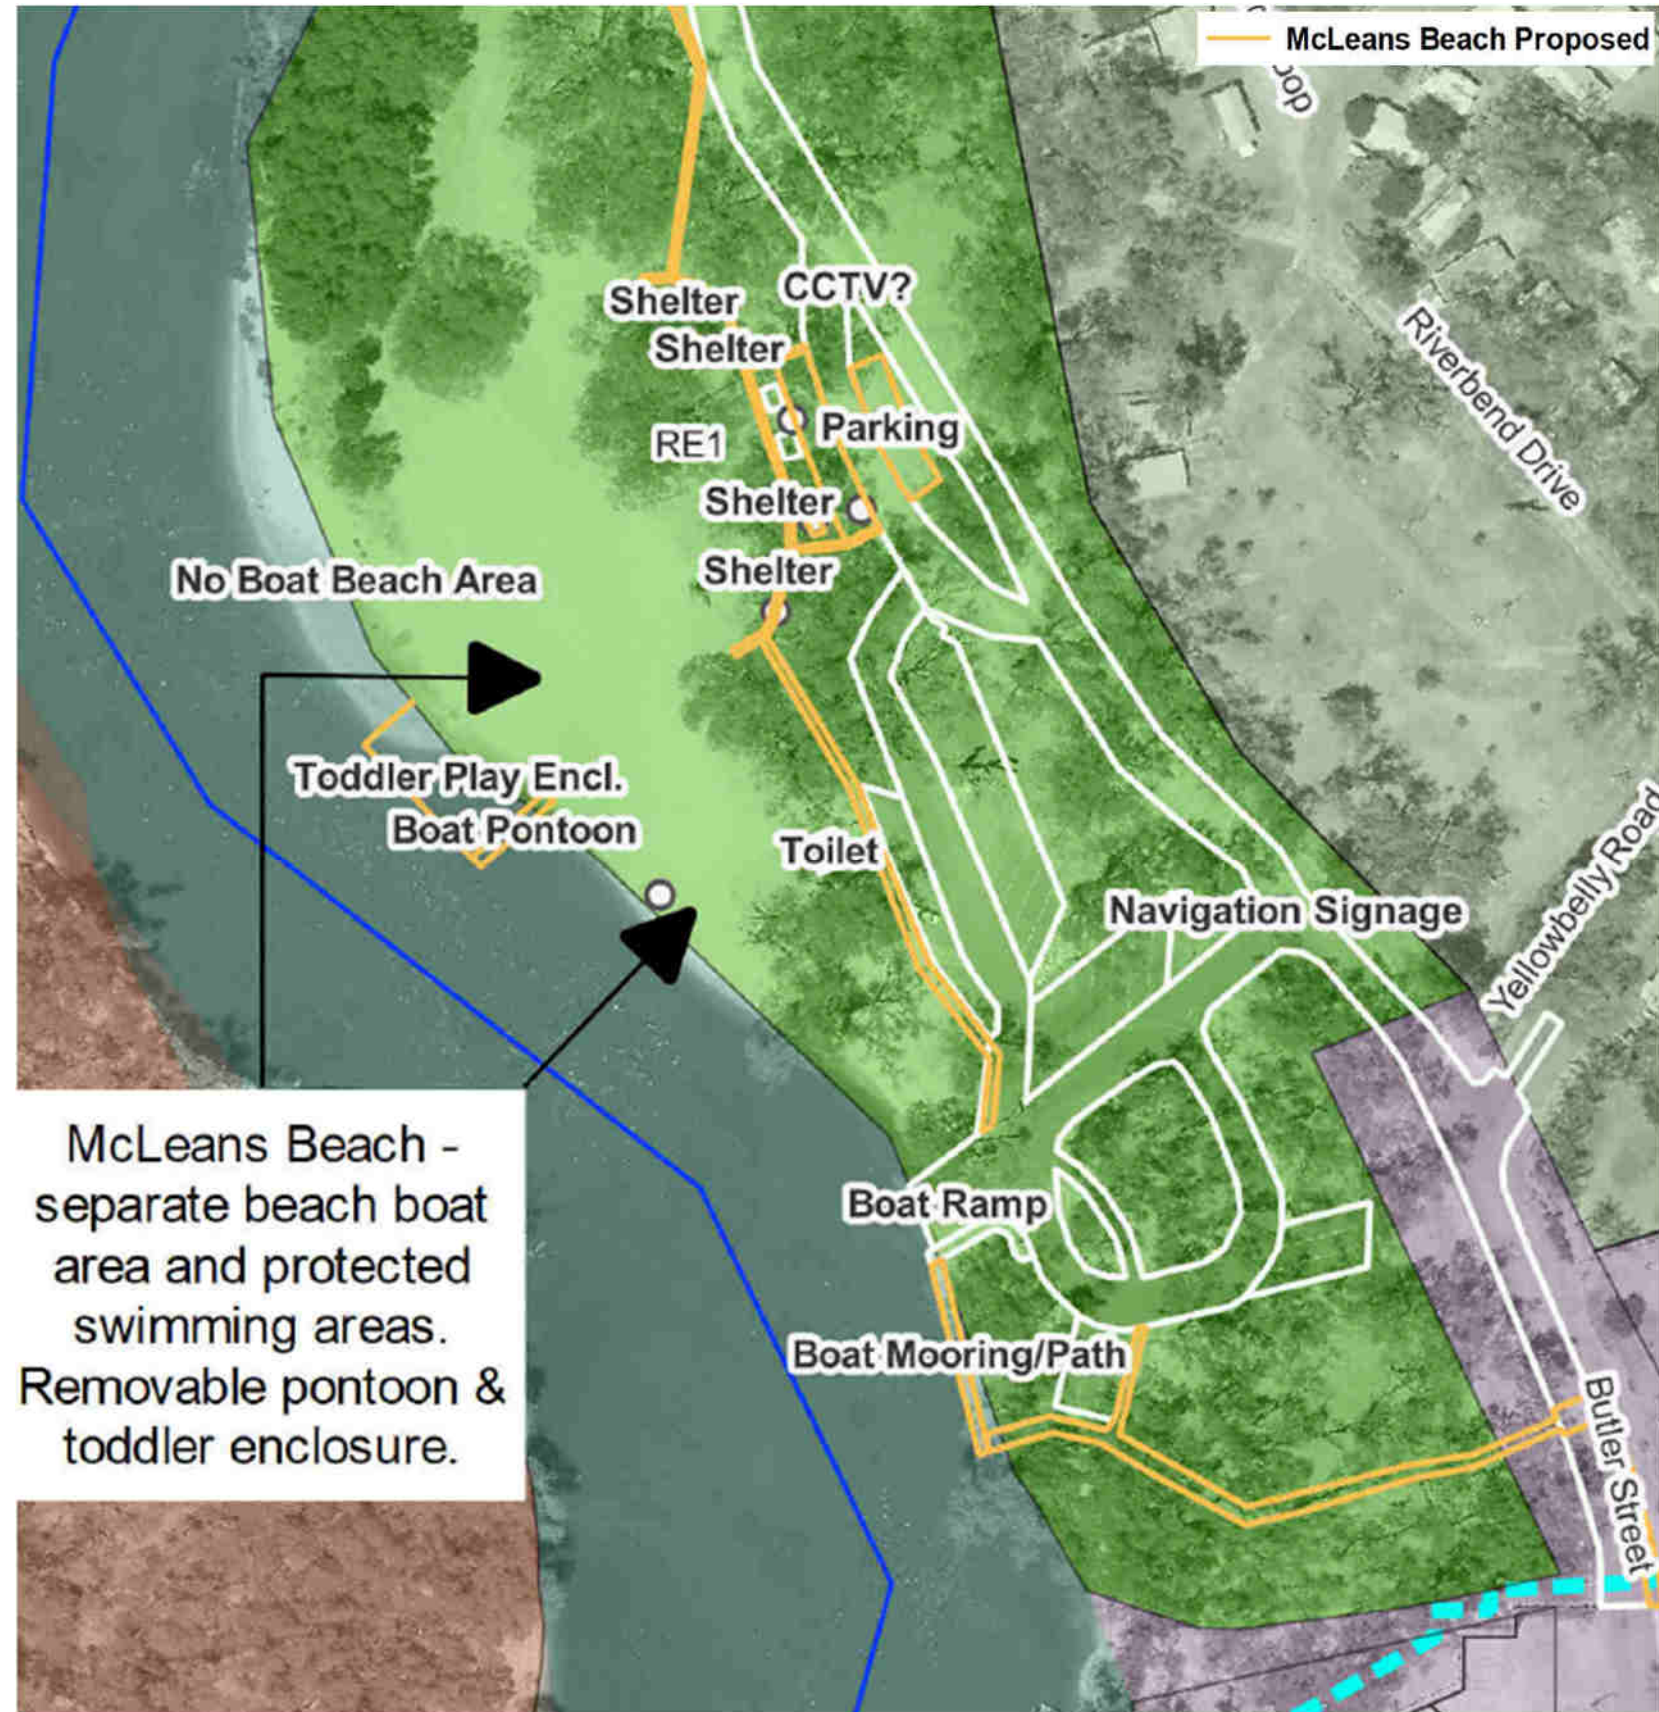 McLeans Beach Proposed
Shelter
CCTV?
Shelter
Riverbend Drive
Parking
RE1
Shelter
Shelter
No Boat Beach Area
Toddler Play Encl.
Boat Pontoon
Toilet
Navigation Signage
Yellowbelly Road
McLeans Beach -
separate beach boat
area and protected
swimming areas.
Removable pontoon &
toddler enclosure.
Boat Ramp
Boat Mooring/Path
Butler Street